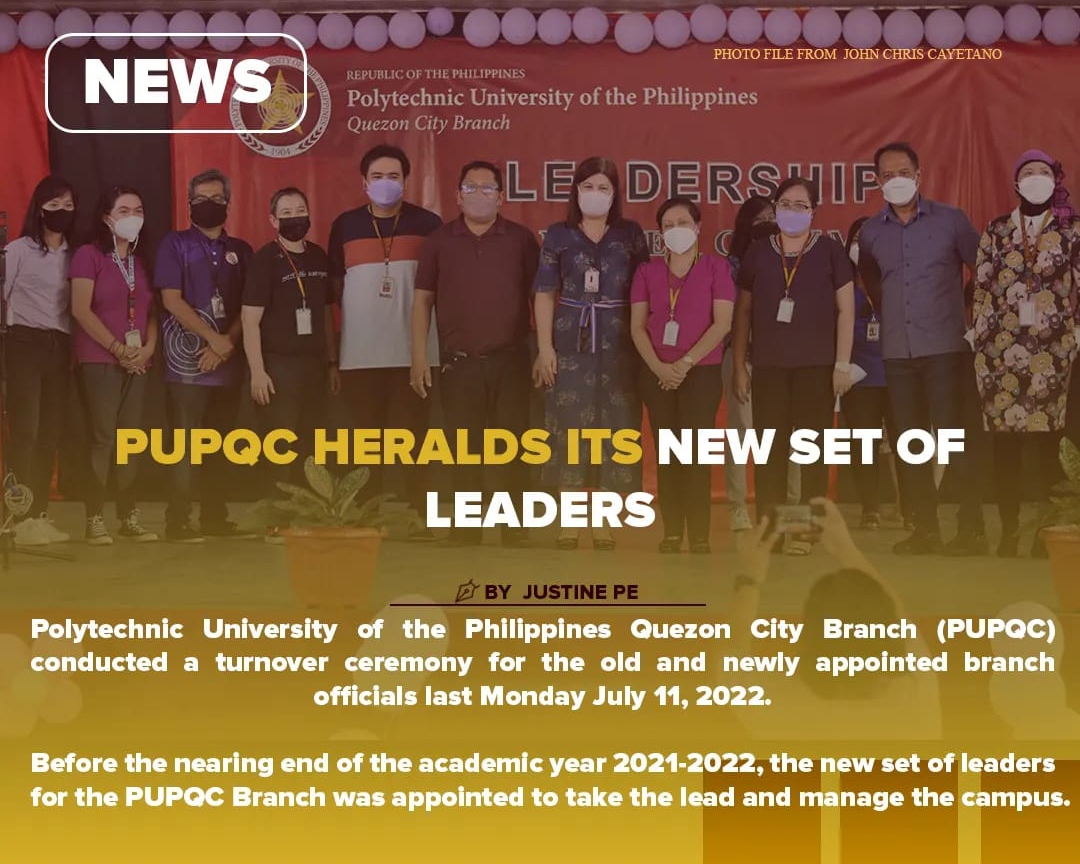 PHOTO FILE FROM JOHN CHRIS CAYETANO
NEWS
REPUBLIC OF THE PHILIPPINES
Polytechnic University of the Philippines
Quezon City Branch
1904
LEADERSHIP
PUPQC HERALDS ITS NEW SET OF
LEADERS
BY JUSTINE PE
Polytechnic University of the Philippines Quezon City Branch (PUPQC)
conducted a turnover ceremony for the old and newly appointed branch
officials last Monday July 11, 2022.
Before the nearing end of the academic year 2021-2022, the new set of leaders
for the PUPQC Branch was appointed to take the lead and manage the campus.